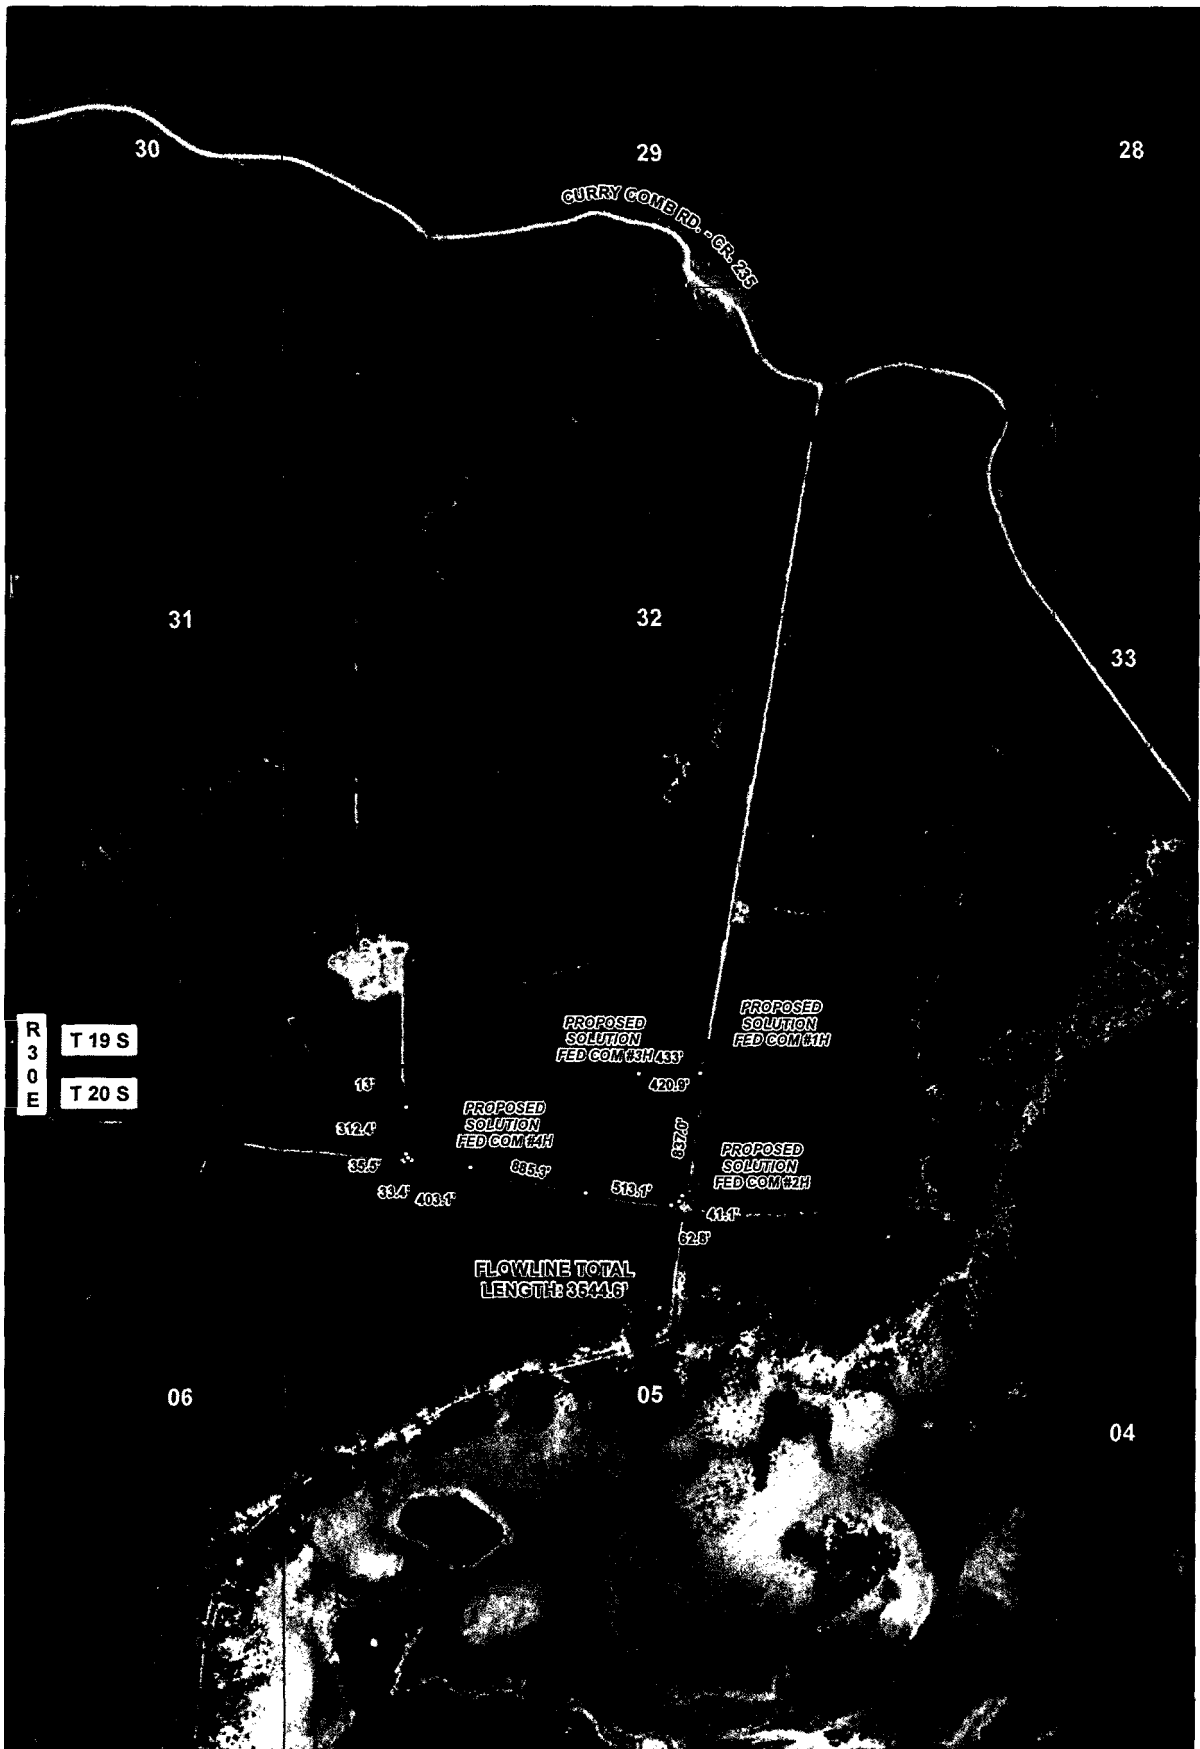 30
29
28
CURRY COMB RD. - CR. 235
31
32
33
R
3
0
E
T 19 S
T 20 S
PROPOSED
SOLUTION
FED COM #3H
433'
PROPOSED
SOLUTION
FED COM #1H
420.9'
13'
312.4'
PROPOSED
SOLUTION
FED COM #4H
837.0'
35.5'
885.3'
PROPOSED
SOLUTION
FED COM #2H
33.4'
403.1'
513.1'
41.1'
62.8'
FLOWLINE TOTAL
LENGTH: 3544.6'
06
05
04